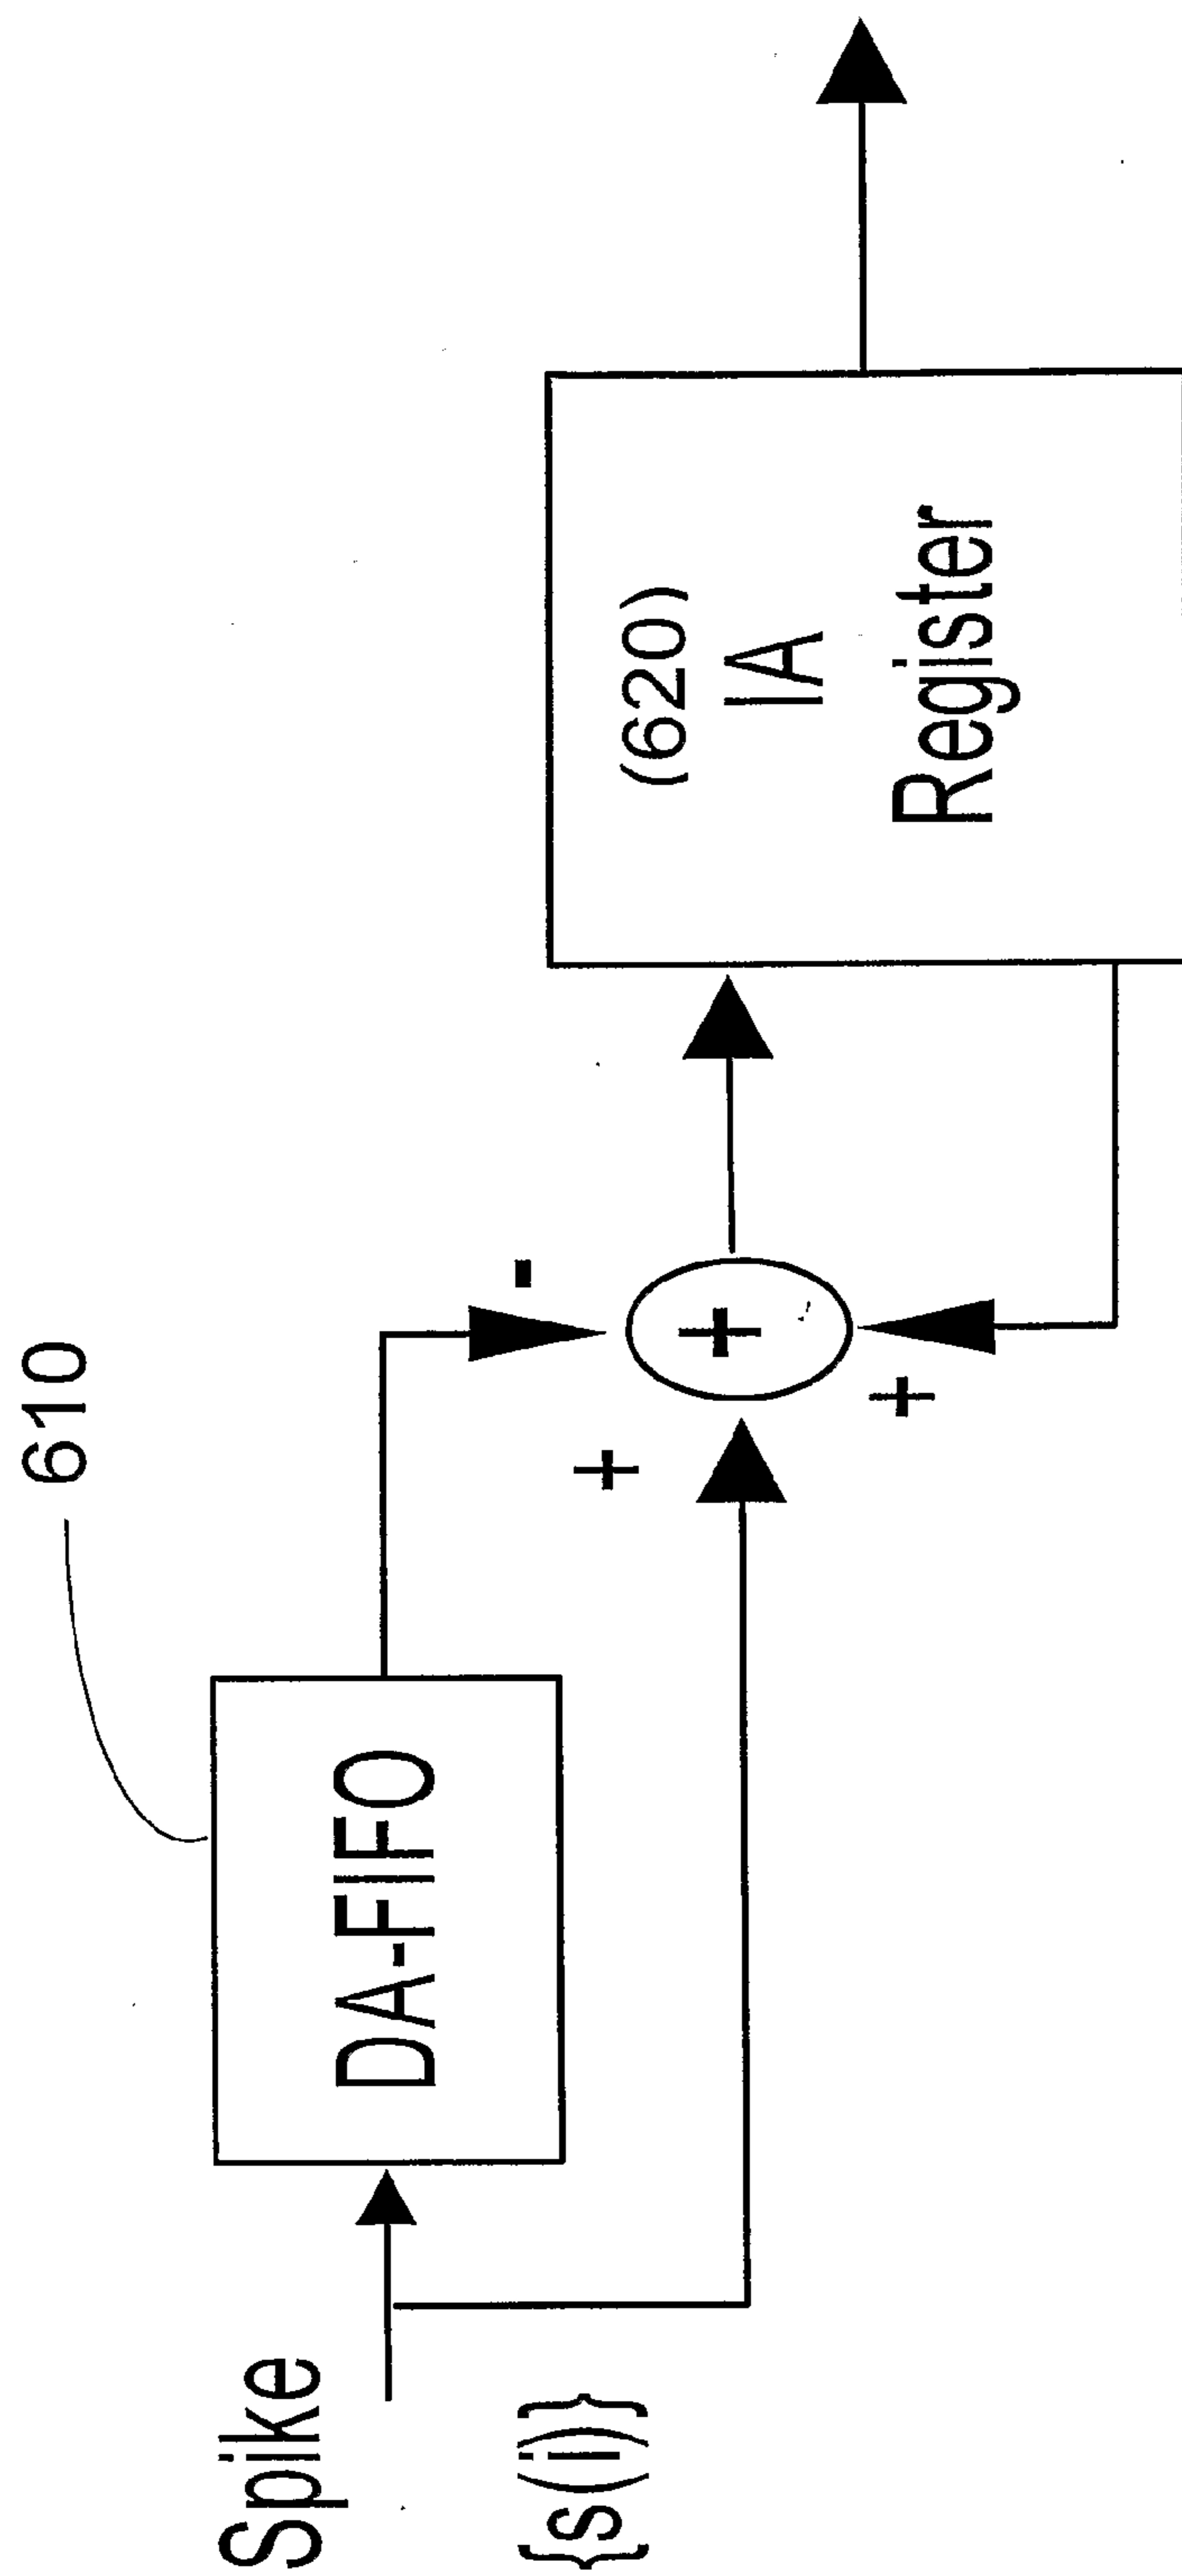 610
Spike
{s(i)}
DA-FIFO
-
+
+
+
(620)
IA
Register